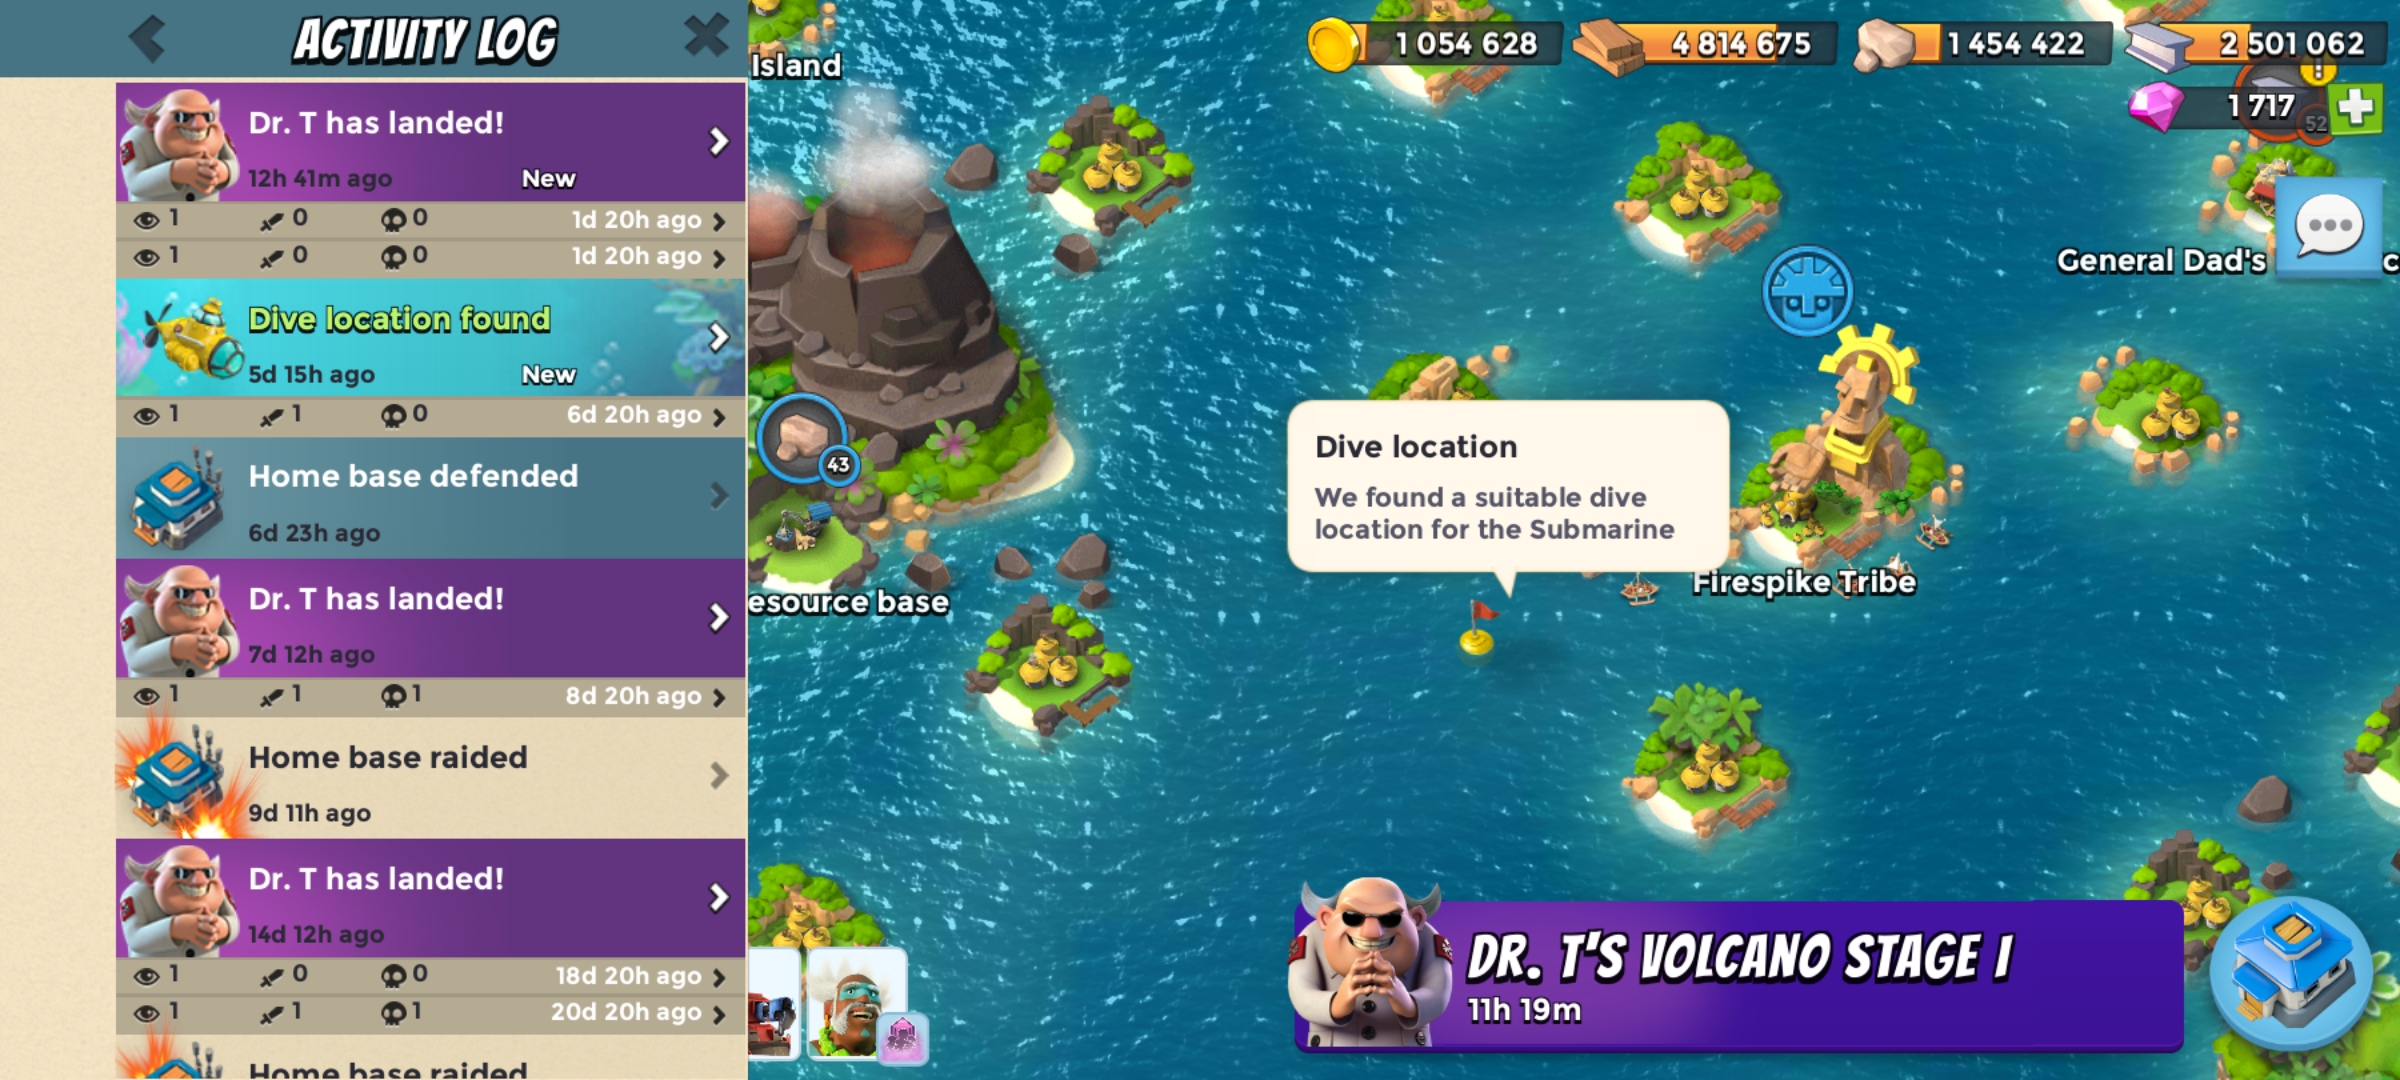 ACTIVITY LOG
Dr. T has landed!
12h 41m ago
New
1 0 0 1d 20h ago
1 0 0 1d 20h ago
Dive location found
5d 15h ago
New
1 1 0 6d 20h ago
Home base defended
6d 23h ago
Dr. T has landed!
7d 12h ago
1 1 1 8d 20h ago
Home base raided
9d 11h ago
Dr. T has landed!
14d 12h ago
1 0 0 18d 20h ago
1 1 1 20d 20h ago
Home base raided
Island
1 054 628
4 814 675
1 454 422
2 501 062
1 717
52
General Dad's
43
Dive location
We found a suitable dive
location for the Submarine
Firespike Tribe
esource base
DR. T'S VOLCANO STAGE I
11h 19m